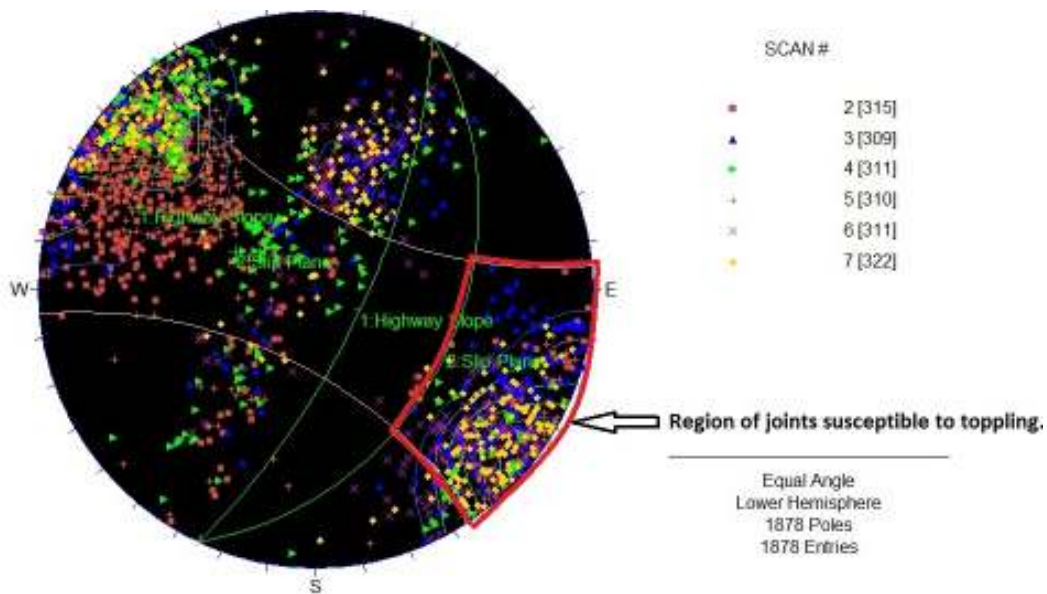 SCAN #
2 [315]
3 [309]
4 [311]
5 [310]
6 [311]
7 [322]
1:Highway Slope
2:Slip Plane
W
E
1:Highway Slope
2:Slip Plane
Region of joints susceptible to toppling.
Equal Angle
Lower Hemisphere
1878 Poles
1878 Entries
S